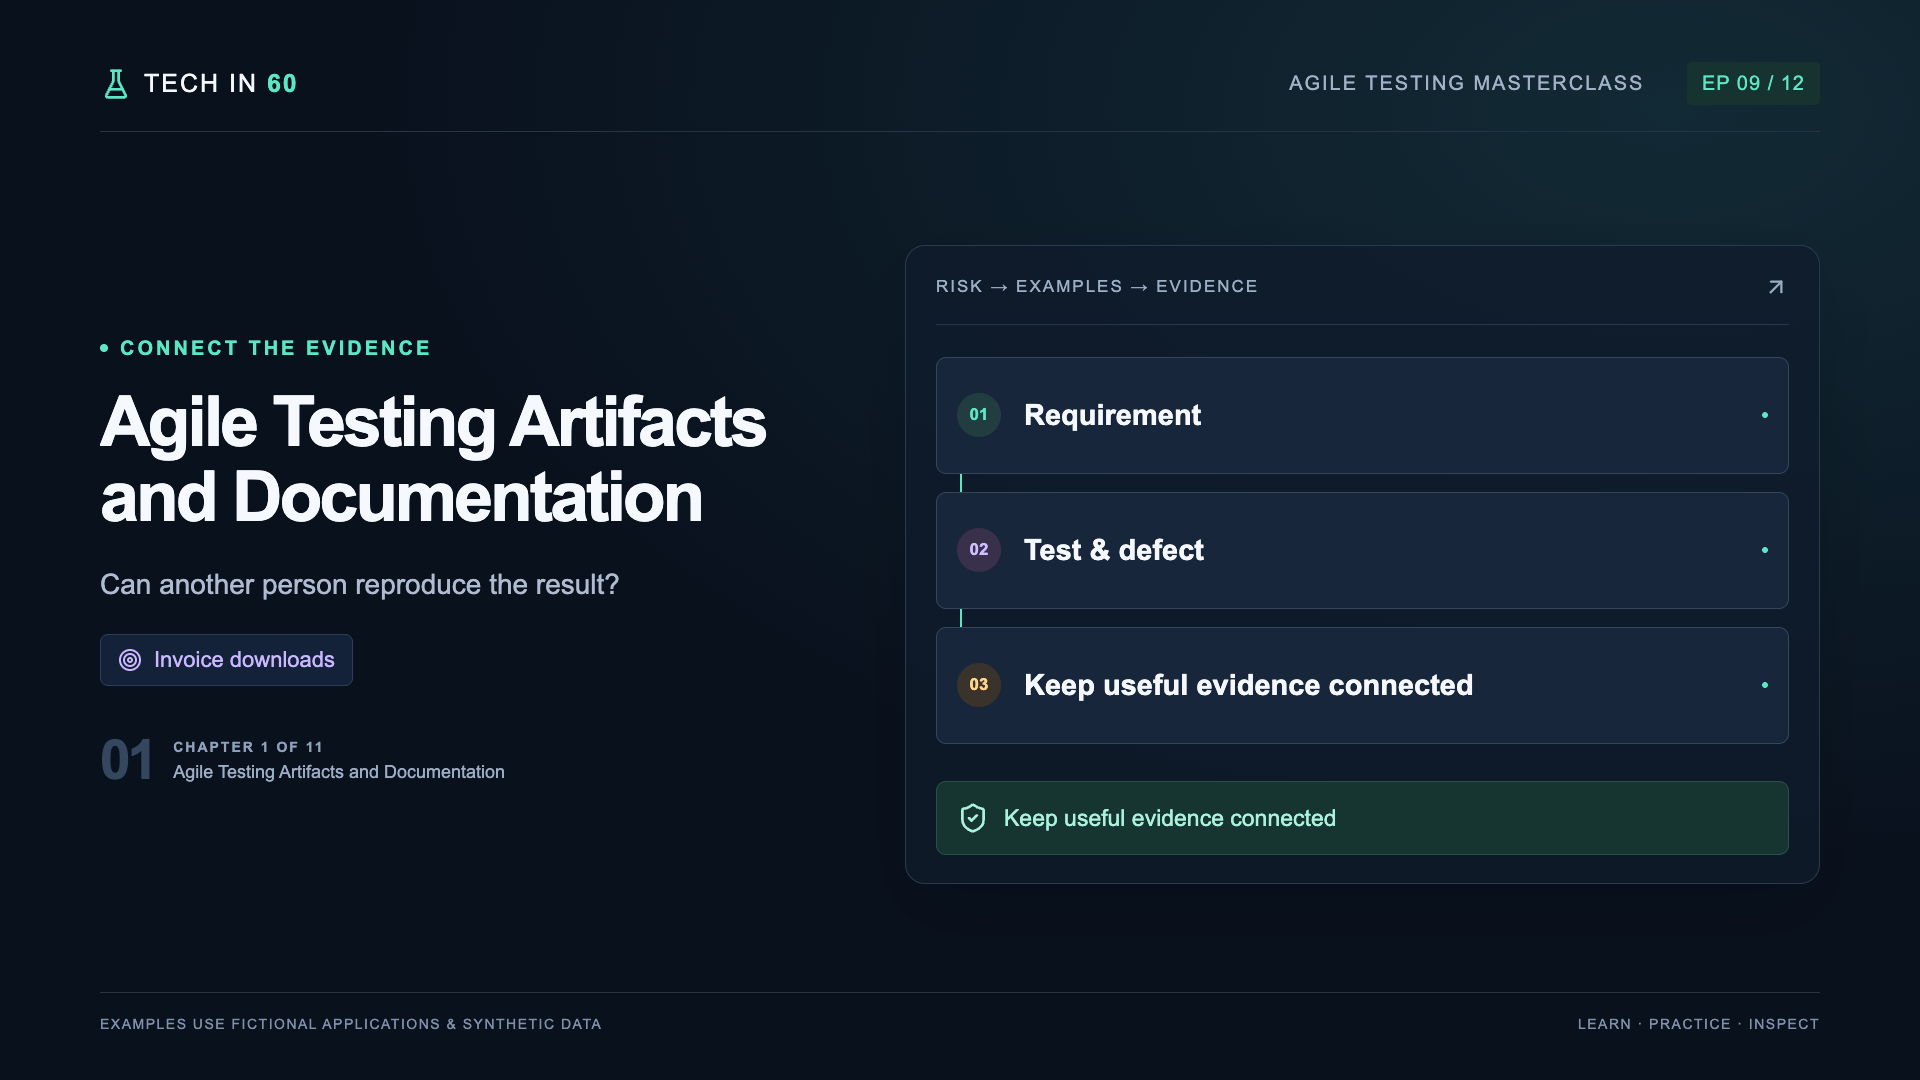 TECH IN 60
AGILE TESTING MASTERCLASS
EP 09 / 12
CONNECT THE EVIDENCE
Agile Testing Artifacts
and Documentation
Can another person reproduce the result?
Invoice downloads
01
CHAPTER 1 OF 11
Agile Testing Artifacts and Documentation
RISK → EXAMPLES → EVIDENCE
01 Requirement
02 Test & defect
03 Keep useful evidence connected
Keep useful evidence connected
EXAMPLES USE FICTIONAL APPLICATIONS & SYNTHETIC DATA
LEARN · PRACTICE · INSPECT